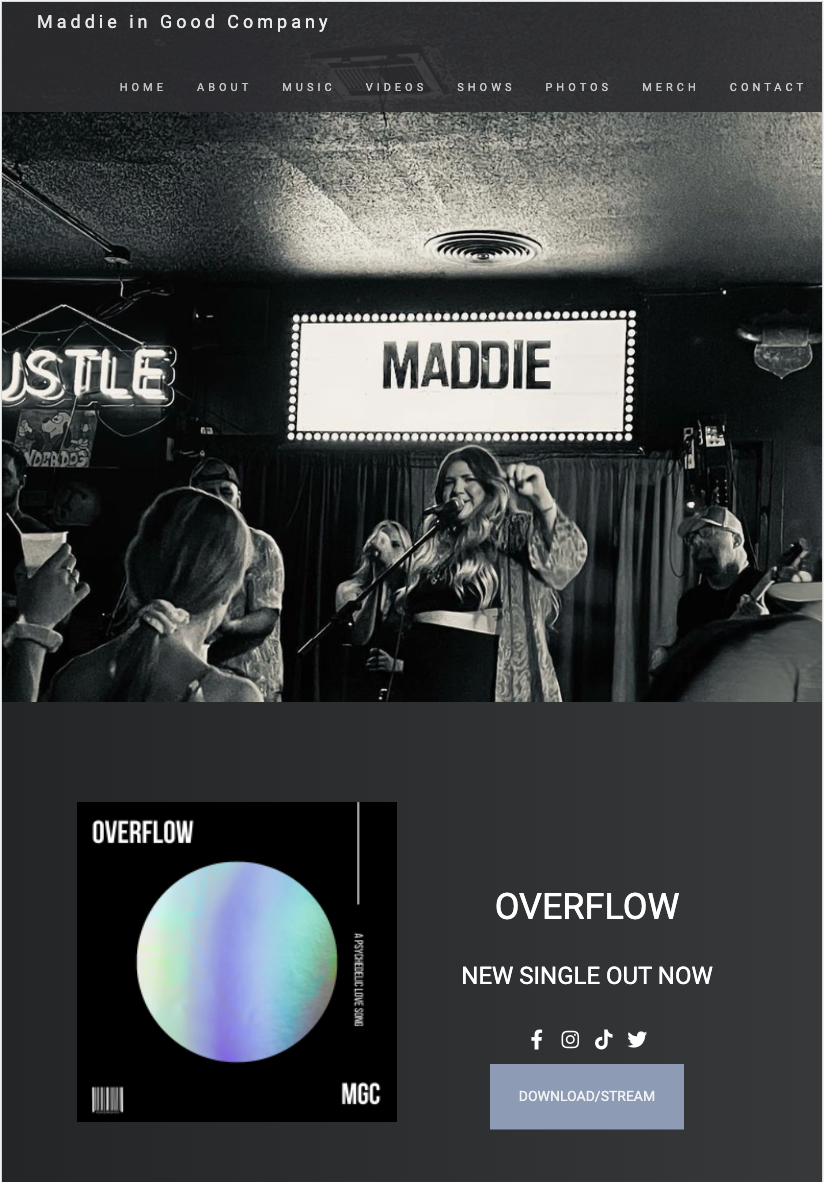 Maddie in Good Company
HOME ABOUT MUSIC VIDEOS SHOWS PHOTOS MERCH CONTACT
MADDIE
USTLE
OVERFLOW
A PSYCHEDELIC LOVE SONG
MGC
OVERFLOW
NEW SINGLE OUT NOW
DOWNLOAD/STREAM